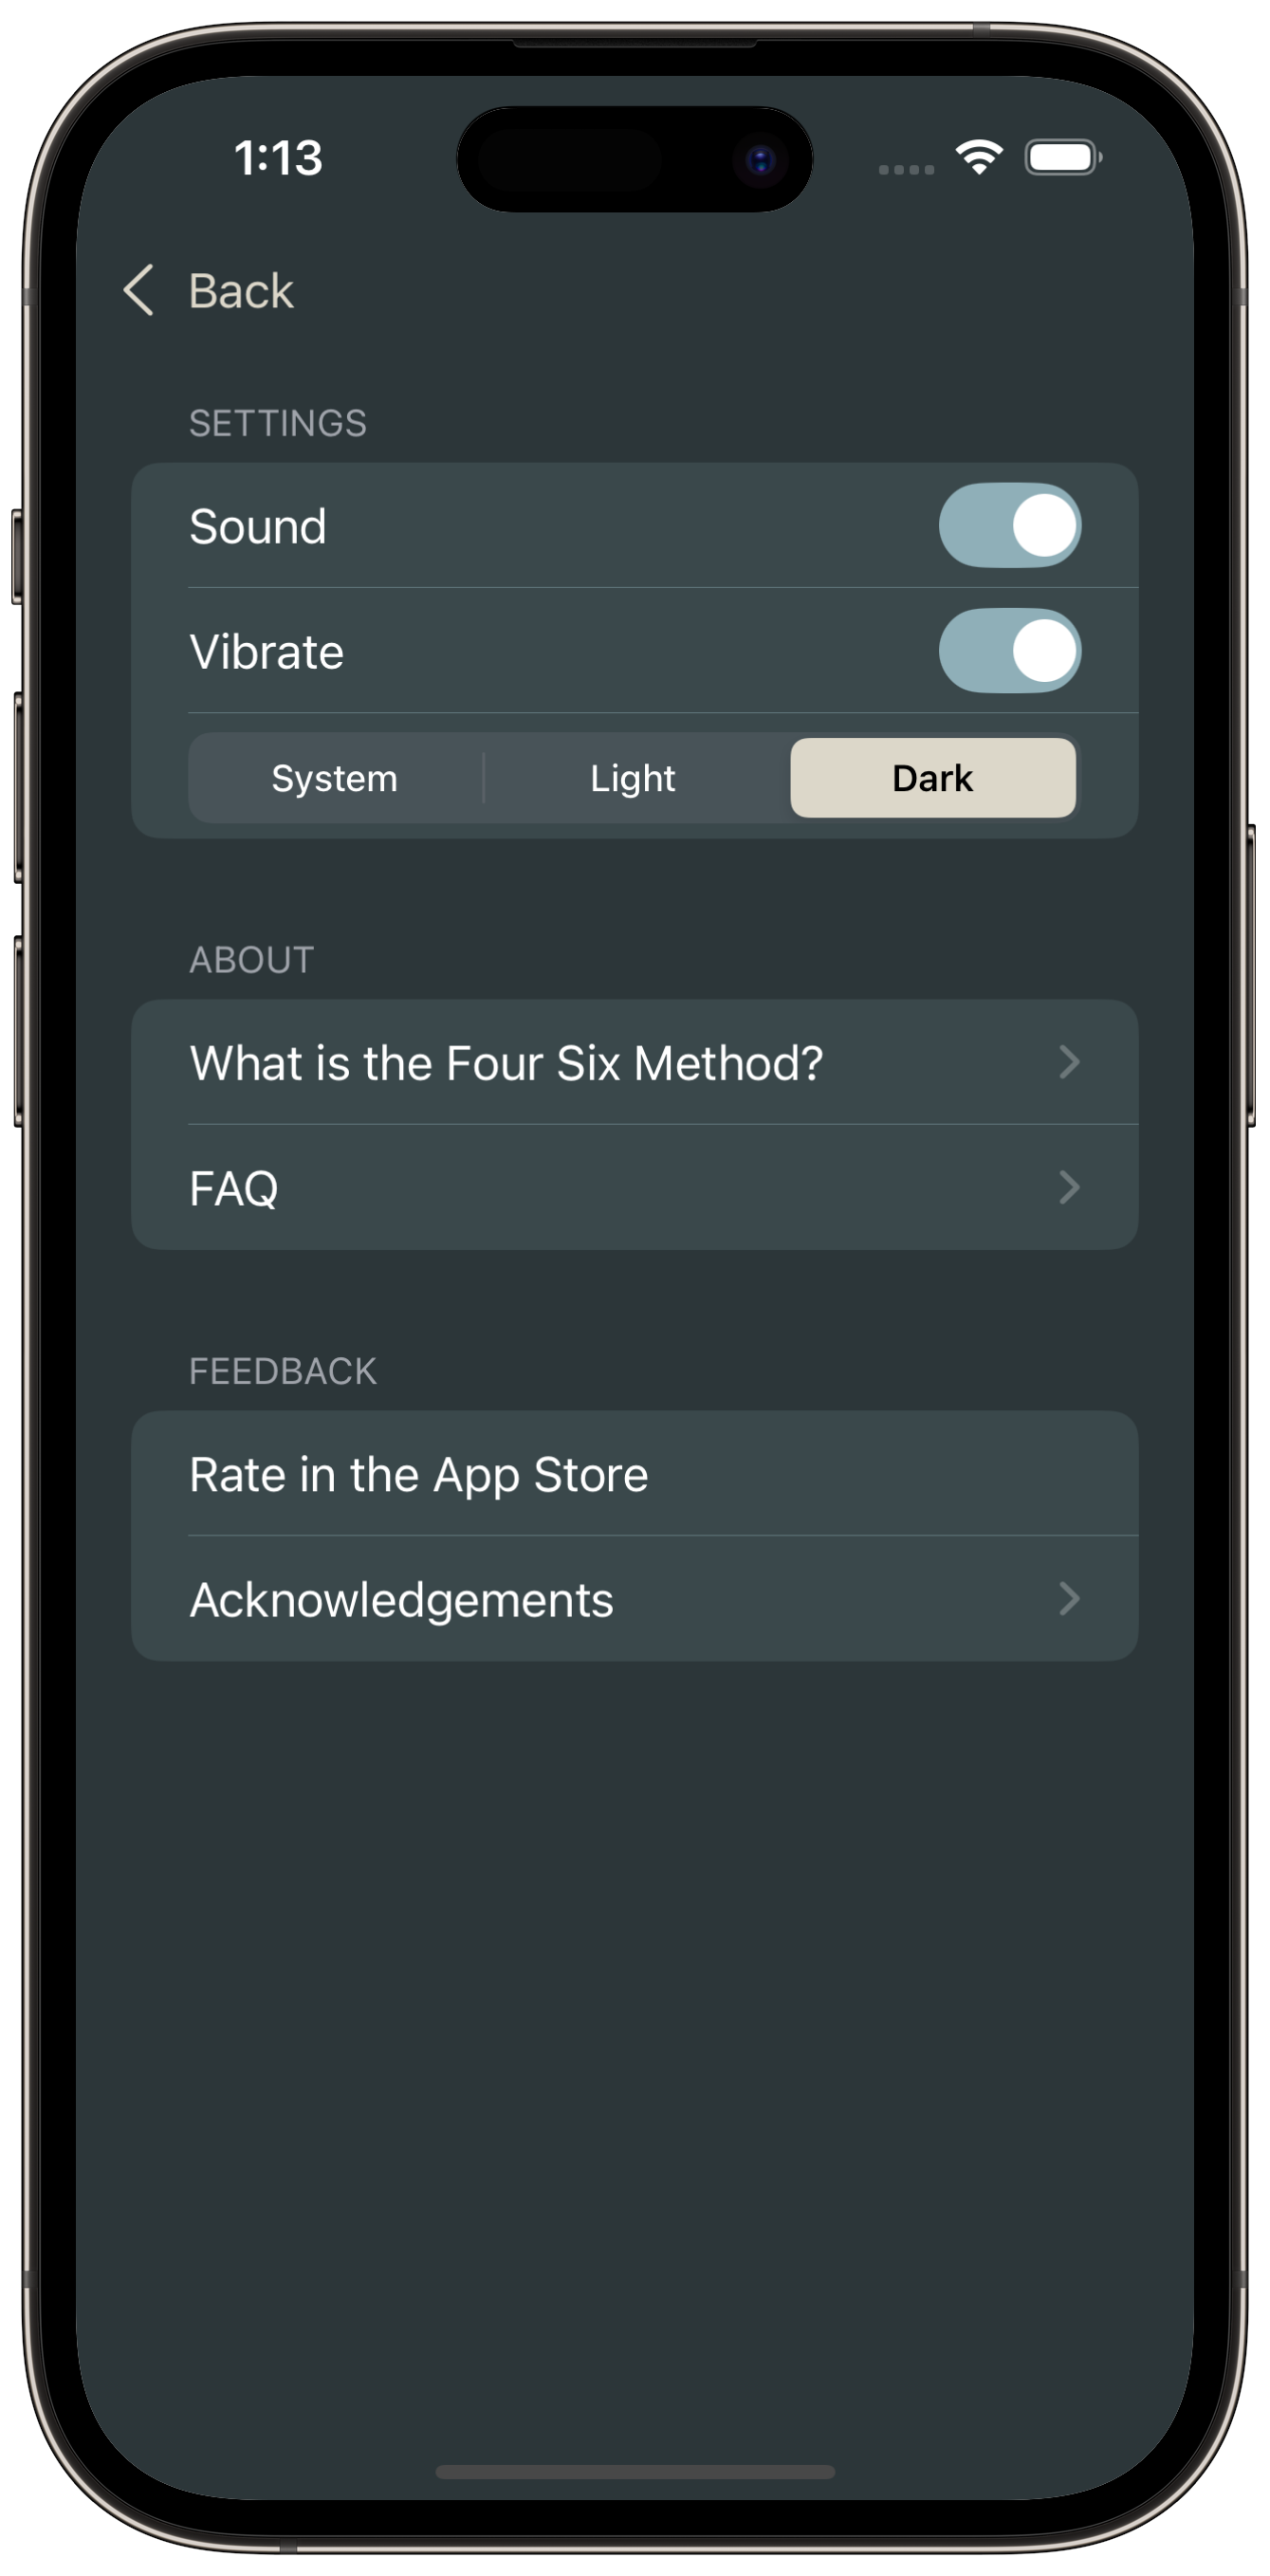 1:13
Back
SETTINGS
Sound
Vibrate
System Light Dark
ABOUT
What is the Four Six Method?
FAQ
FEEDBACK
Rate in the App Store
Acknowledgements